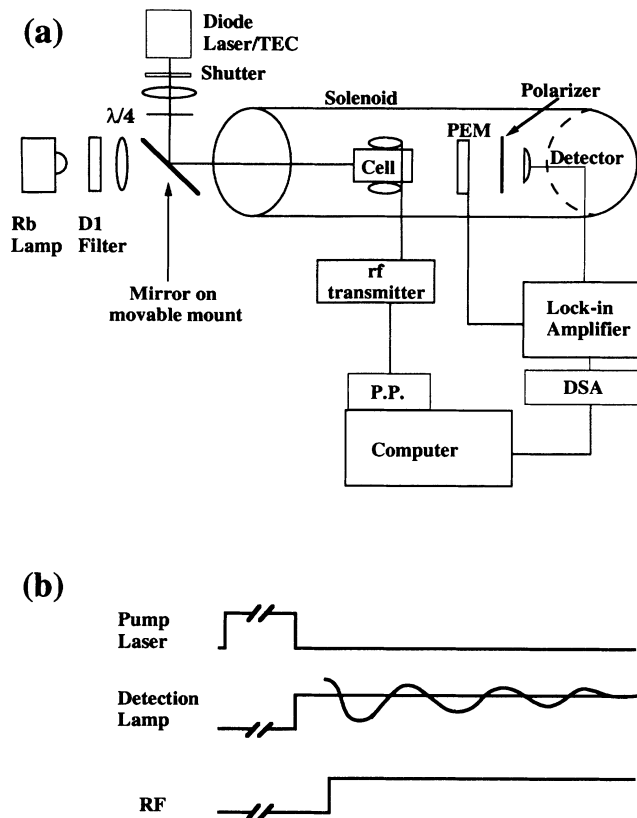 (a)
Diode
Laser/TEC
Shutter
λ/4
Solenoid
Polarizer
PEM
Cell
Detector
Rb
Lamp
D1
Filter
Mirror on
movable mount
rf
transmitter
Lock-in
Amplifier
P.P.
DSA
Computer
(b)
Pump
Laser
Detection
Lamp
RF